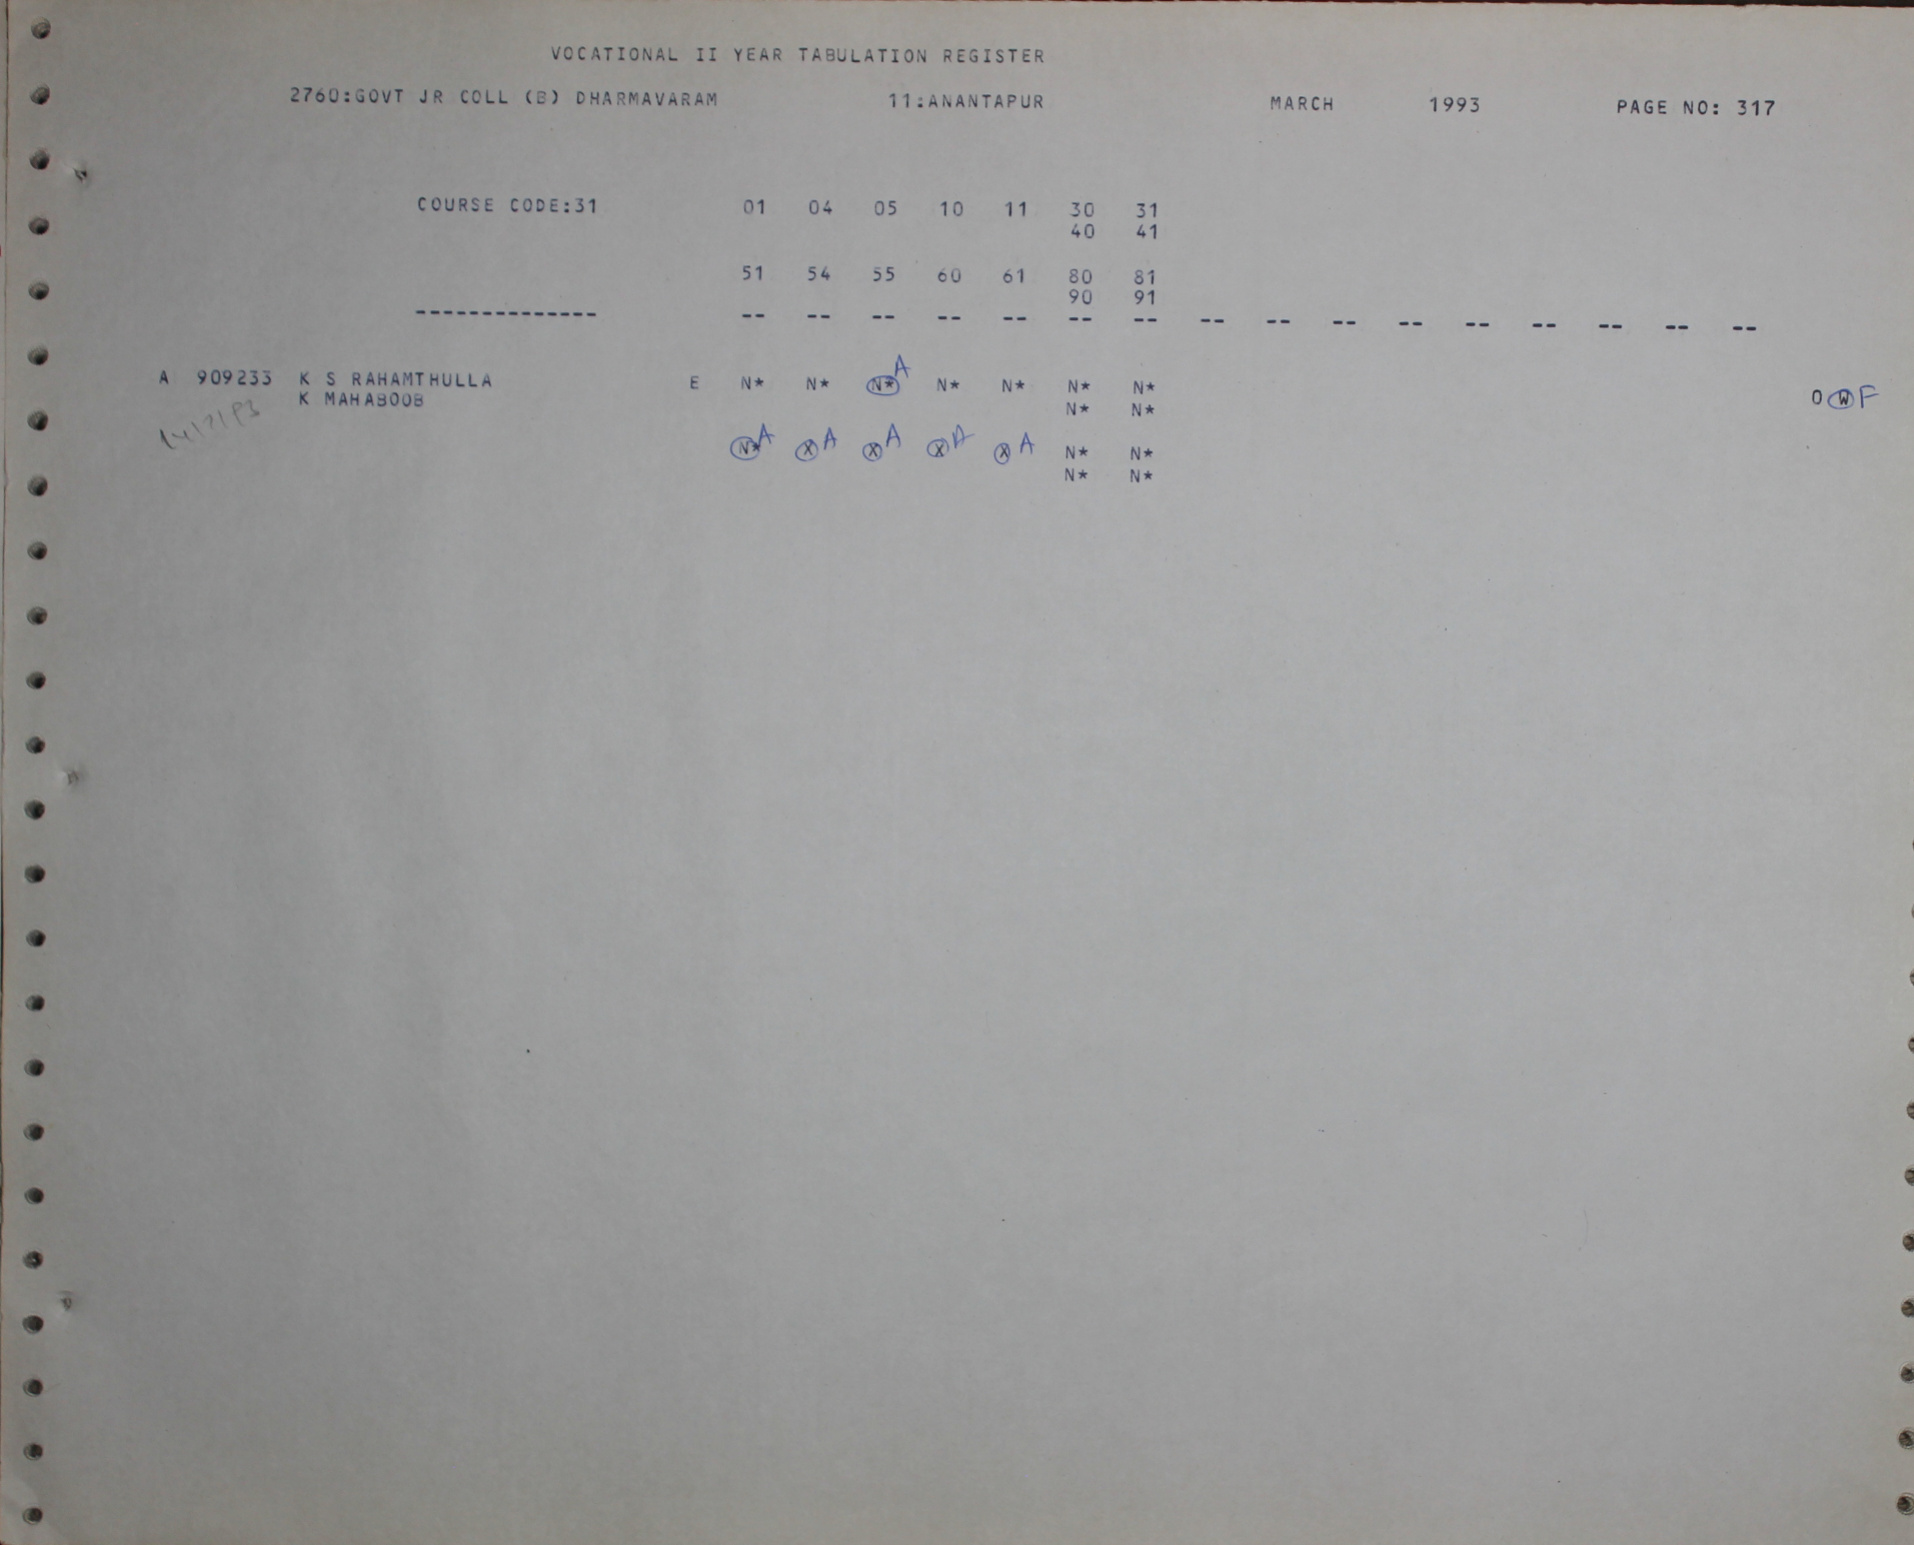 VOCATIONAL II YEAR TABULATION REGISTER
2760:GOVT JR COLL (B) DHARMAVARAM 11:ANANTAPUR MARCH 1993 PAGE NO: 317
COURSE CODE:31 01 04 05 10 11 30 31
40 41
51 54 55 60 61 80 81
90 91
-------------- -- -- -- -- -- -- -- -- -- -- -- -- -- -- -- --
A 909233 K S RAHAMTHULLA E N* N* N* A N* N* N* N* 0 W F
K MAHABOOB N* N*
N* A X A X A X A X A N* N*
N* N*